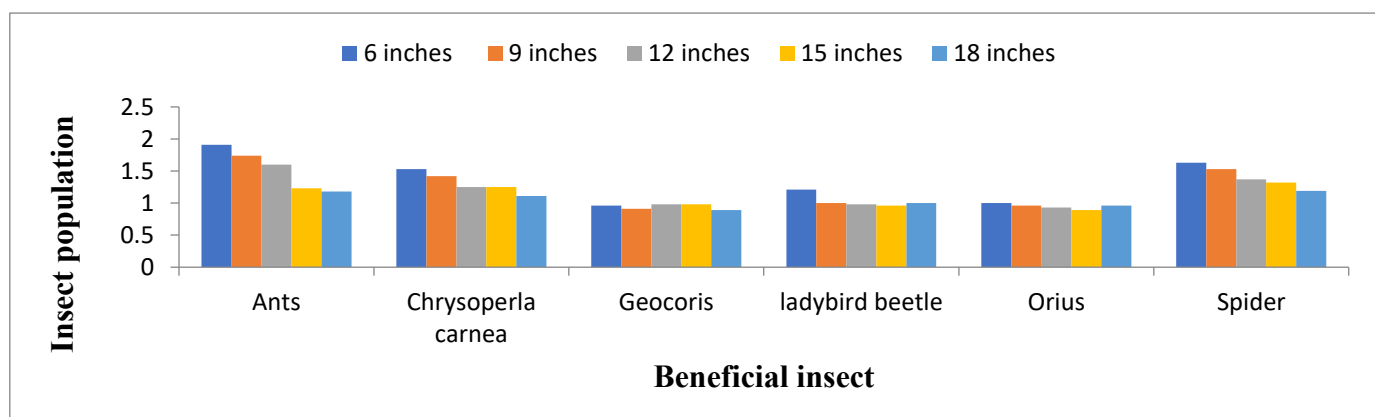 6 inches 9 inches 12 inches 15 inches 18 inches
2.5
2
1.5
1
0.5
0
Insect population
Ants Chrysoperla carnea Geocoris ladybird beetle Orius Spider
Beneficial insect